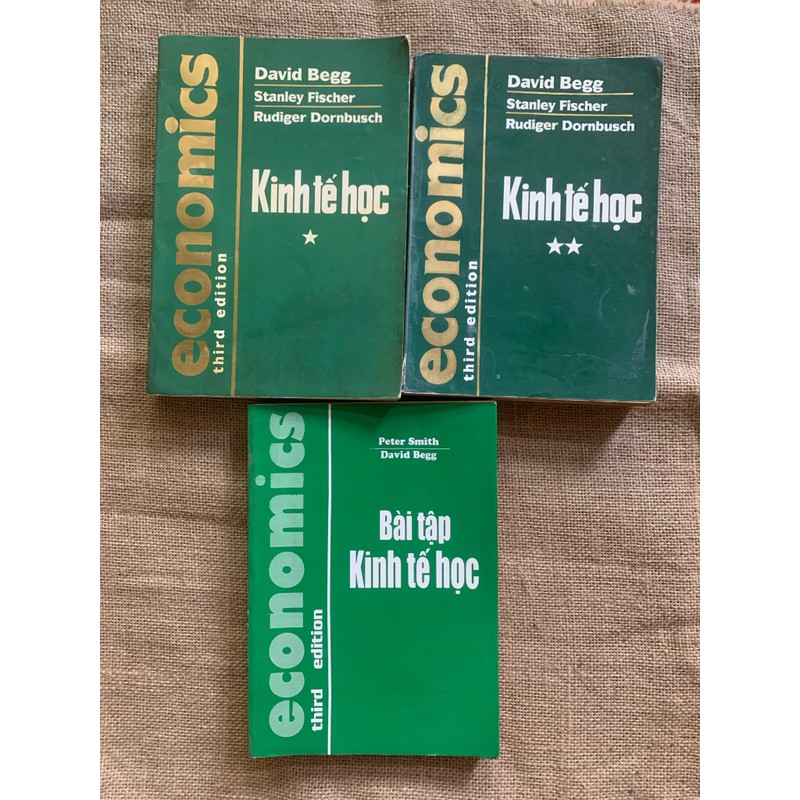 economics
third edition
David Begg
Stanley Fischer
Rudiger Dornbusch
Kinh tế học
★
economics
third edition
David Begg
Stanley Fischer
Rudiger Dornbusch
Kinh tế học
★★
economics
third edition
Peter Smith
David Begg
Bài tập
Kinh tế học